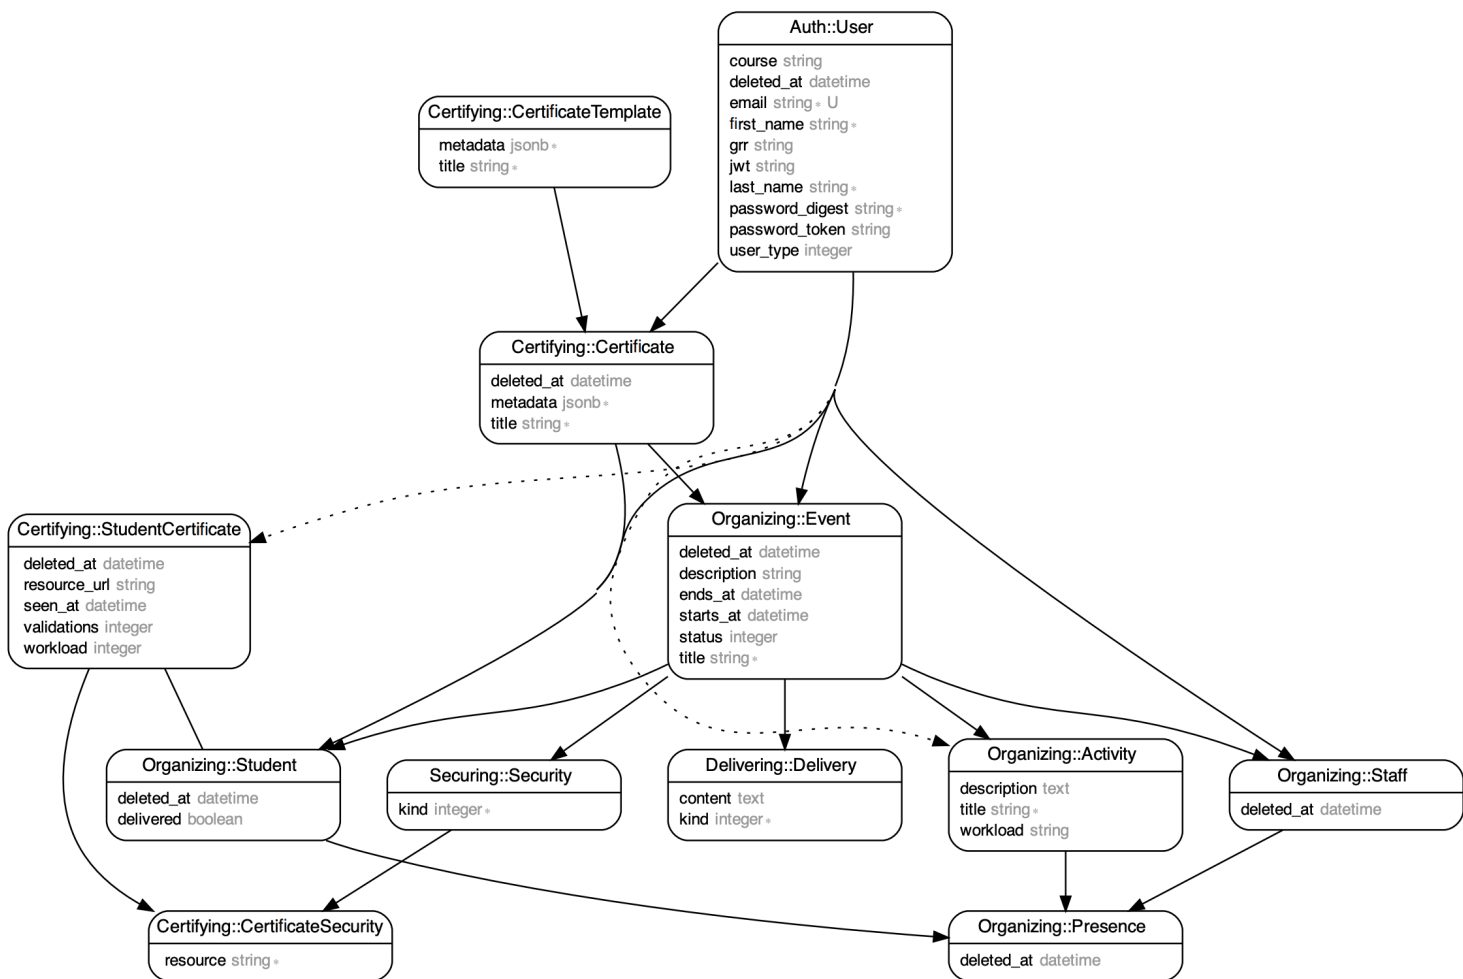 Auth::User
course string
deleted_at datetime
email string * U
first_name string *
grr string
jwt string
last_name string *
password_digest string *
password_token string
user_type integer
Certifying::CertificateTemplate
metadata jsonb *
title string *
Certifying::Certificate
deleted_at datetime
metadata jsonb *
title string *
Organizing::Event
deleted_at datetime
description string
ends_at datetime
starts_at datetime
status integer
title string *
Certifying::StudentCertificate
deleted_at datetime
resource_url string
seen_at datetime
validations integer
workload integer
Organizing::Student
deleted_at datetime
delivered boolean
Securing::Security
kind integer *
Delivering::Delivery
content text
kind integer *
Organizing::Activity
description text
title string *
workload string
Organizing::Staff
deleted_at datetime
Certifying::CertificateSecurity
resource string *
Organizing::Presence
deleted_at datetime